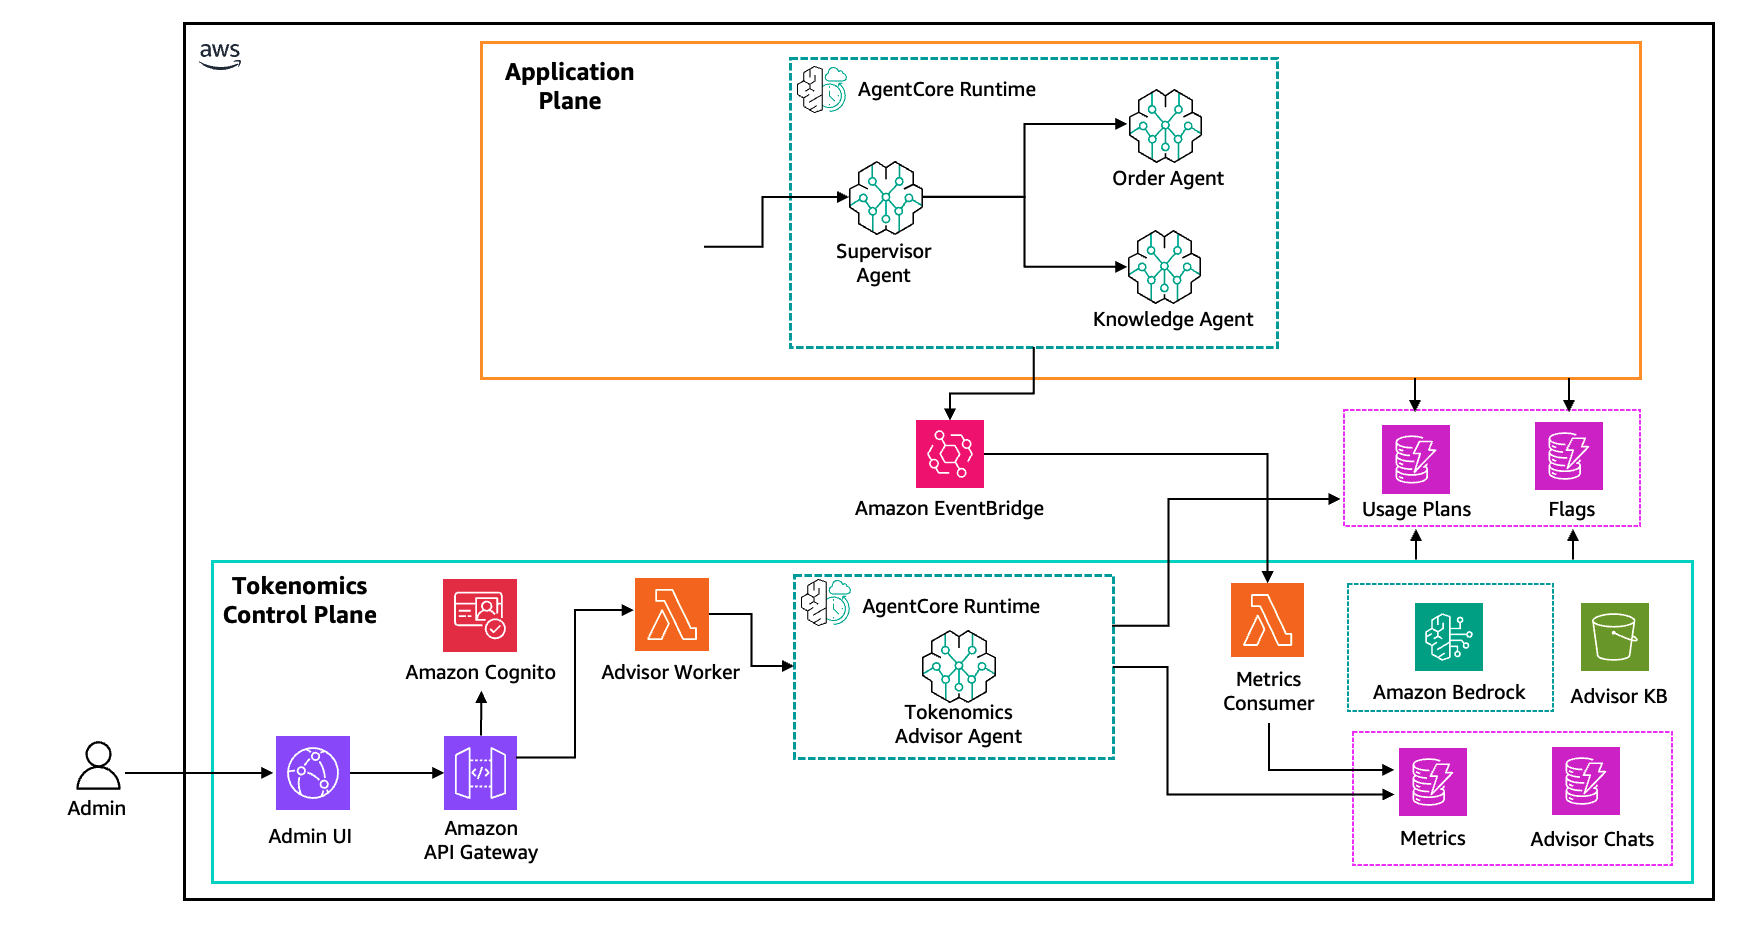 aws
Application
Plane
AgentCore Runtime
Order Agent
Supervisor
Agent
Knowledge Agent
Amazon EventBridge
Usage Plans
Flags
Tokenomics
Control Plane
Amazon Cognito
Advisor Worker
AgentCore Runtime
Tokenomics
Advisor Agent
Metrics
Consumer
Amazon Bedrock
Advisor KB
Admin
Admin UI
Amazon
API Gateway
Metrics
Advisor Chats